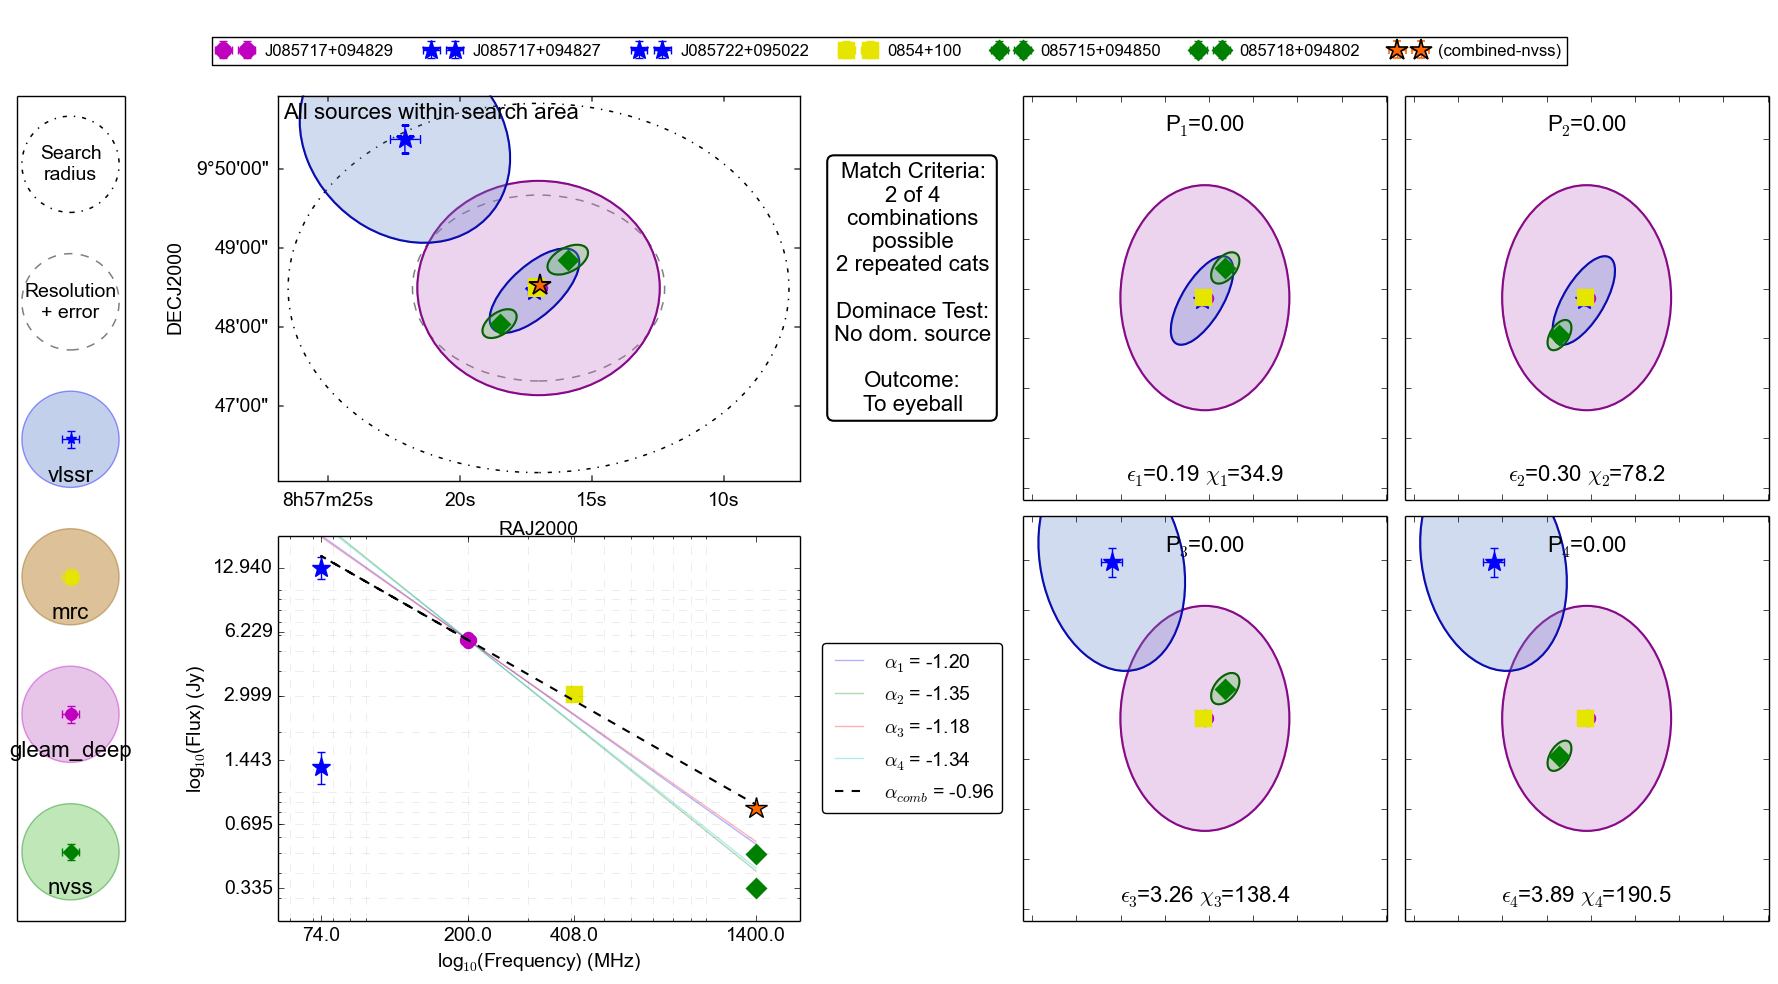 J085717+094829 J085717+094827 J085722+095022 0854+100 085715+094850 085718+094802 (combined-nvss)
Search
radius
Resolution
+ error
vlssr
mrc
gleam_deep
nvss
All sources within search area
DECJ2000
9°50'00"
49'00"
48'00"
47'00"
8h57m25s 20s 15s 10s
RAJ2000
Match Criteria:
2 of 4
combinations
possible
2 repeated cats
Dominace Test:
No dom. source
Outcome:
To eyeball
P₁=0.00
ϵ₁=0.19 χ₁=34.9
P₂=0.00
ϵ₂=0.30 χ₂=78.2
log₁₀(Flux) (Jy)
12.940
6.229
2.999
1.443
0.695
0.335
74.0 200.0 408.0 1400.0
log₁₀(Frequency) (MHz)
α₁ = -1.20
α₂ = -1.35
α₃ = -1.18
α₄ = -1.34
α_comb = -0.96
P₃=0.00
ϵ₃=3.26 χ₃=138.4
P₄=0.00
ϵ₄=3.89 χ₄=190.5